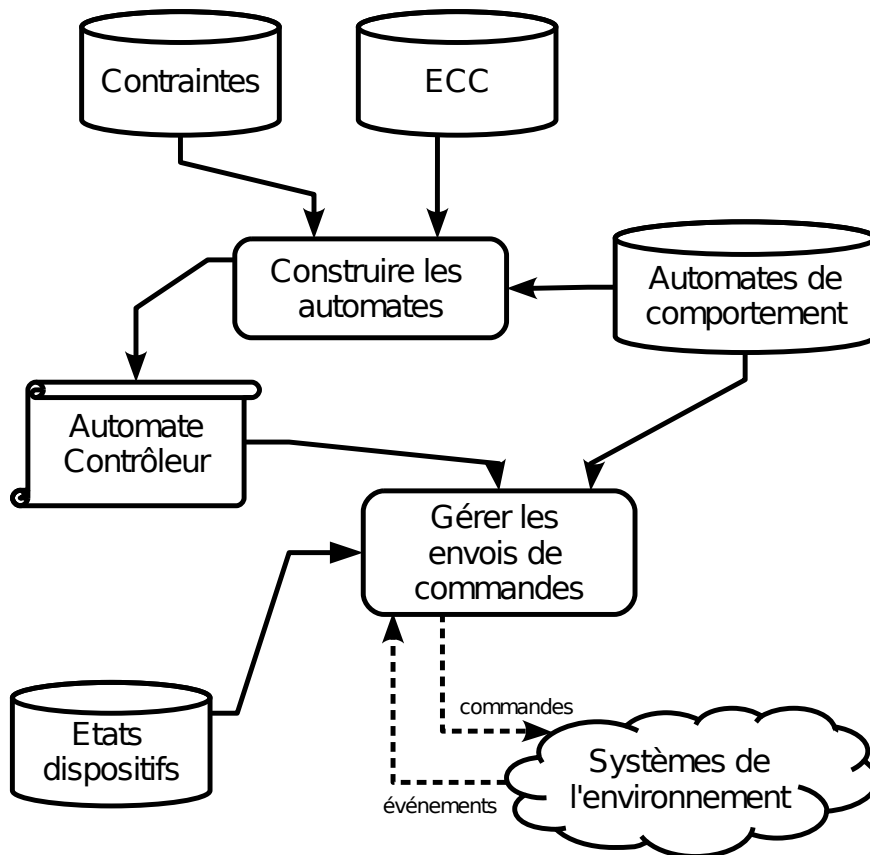 Contraintes
ECC
Construire les
automates
Automates de
comportement
Automate
Contrôleur
Gérer les
envois de
commandes
Etats
dispositifs
commandes
événements
Systèmes de
l'environnement